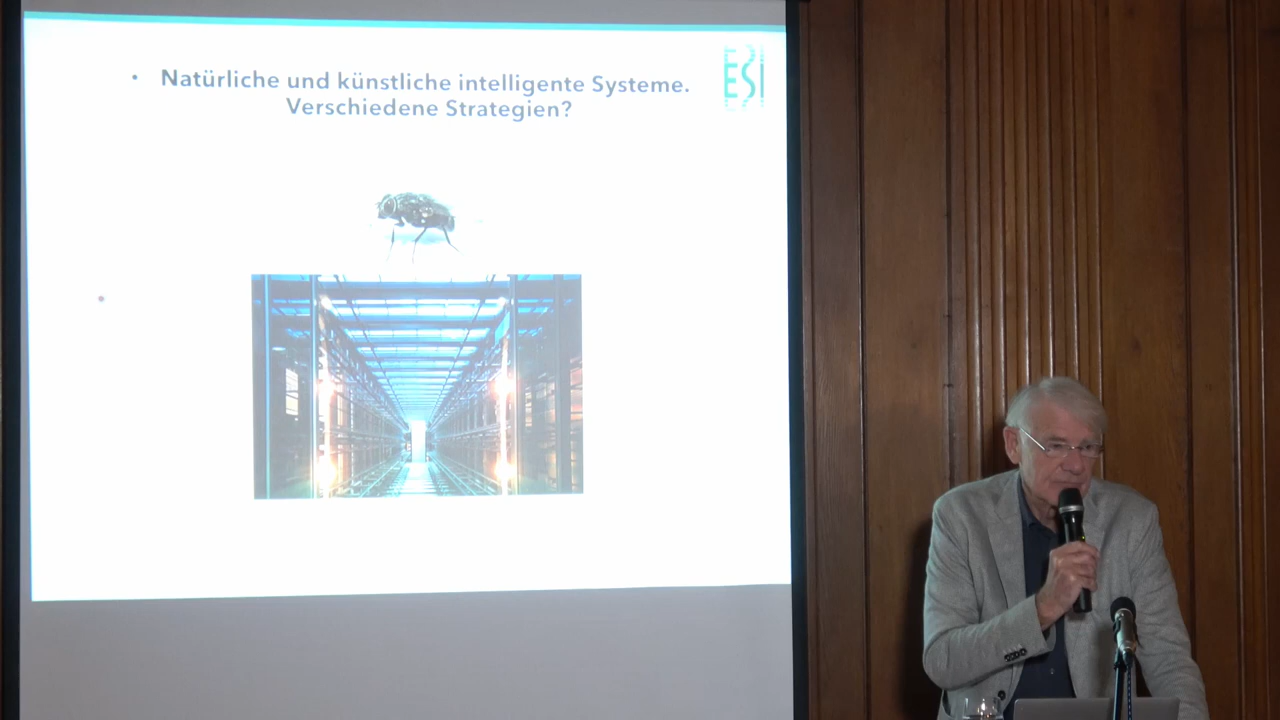 • Natürliche und künstliche intelligente Systeme.
Verschiedene Strategien?
ESI